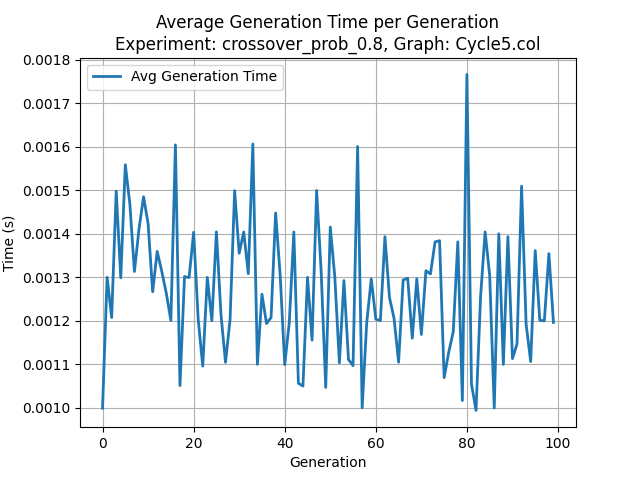 Average Generation Time per Generation
Experiment: crossover_prob_0.8, Graph: Cycle5.col
Avg Generation Time
0.0018
0.0017
0.0016
0.0015
0.0014
0.0013
0.0012
0.0011
0.0010
Time (s)
0 20 40 60 80 100
Generation